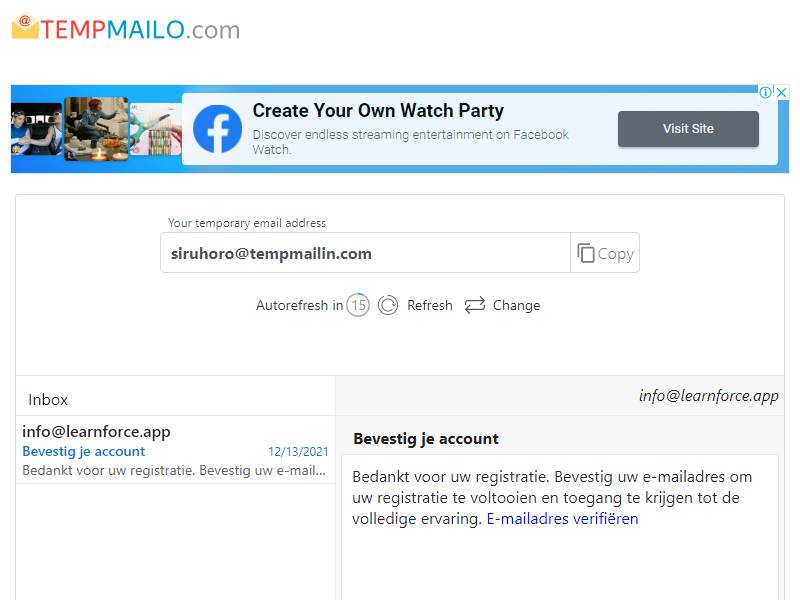 TEMPMAILO.com
Create Your Own Watch Party
Discover endless streaming entertainment on Facebook
Watch.
Visit Site
Your temporary email address
siruhoro@tempmailin.com
Copy
Autorefresh in 15 Refresh Change
Inbox
info@learnforce.app
info@learnforce.app
Bevestig je account 12/13/2021
Bedankt voor uw registratie. Bevestig uw e-mail...
Bevestig je account
Bedankt voor uw registratie. Bevestig uw e-mailadres om
uw registratie te voltooien en toegang te krijgen tot de
volledige ervaring. E-mailadres verifiëren